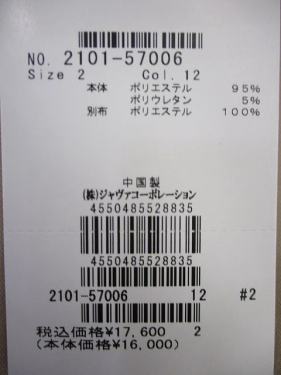 NO. 2101-57006
Size 2 Col. 12
本体 ポリエステル 95%
ポリウレタン 5%
別布 ポリエステル 100%
中国製
(株)ジャヴァコーポレーション
4550485528835
4550485528835
2101-57006 12 #2
税込価格¥17,600 2
(本体価格¥16,000)